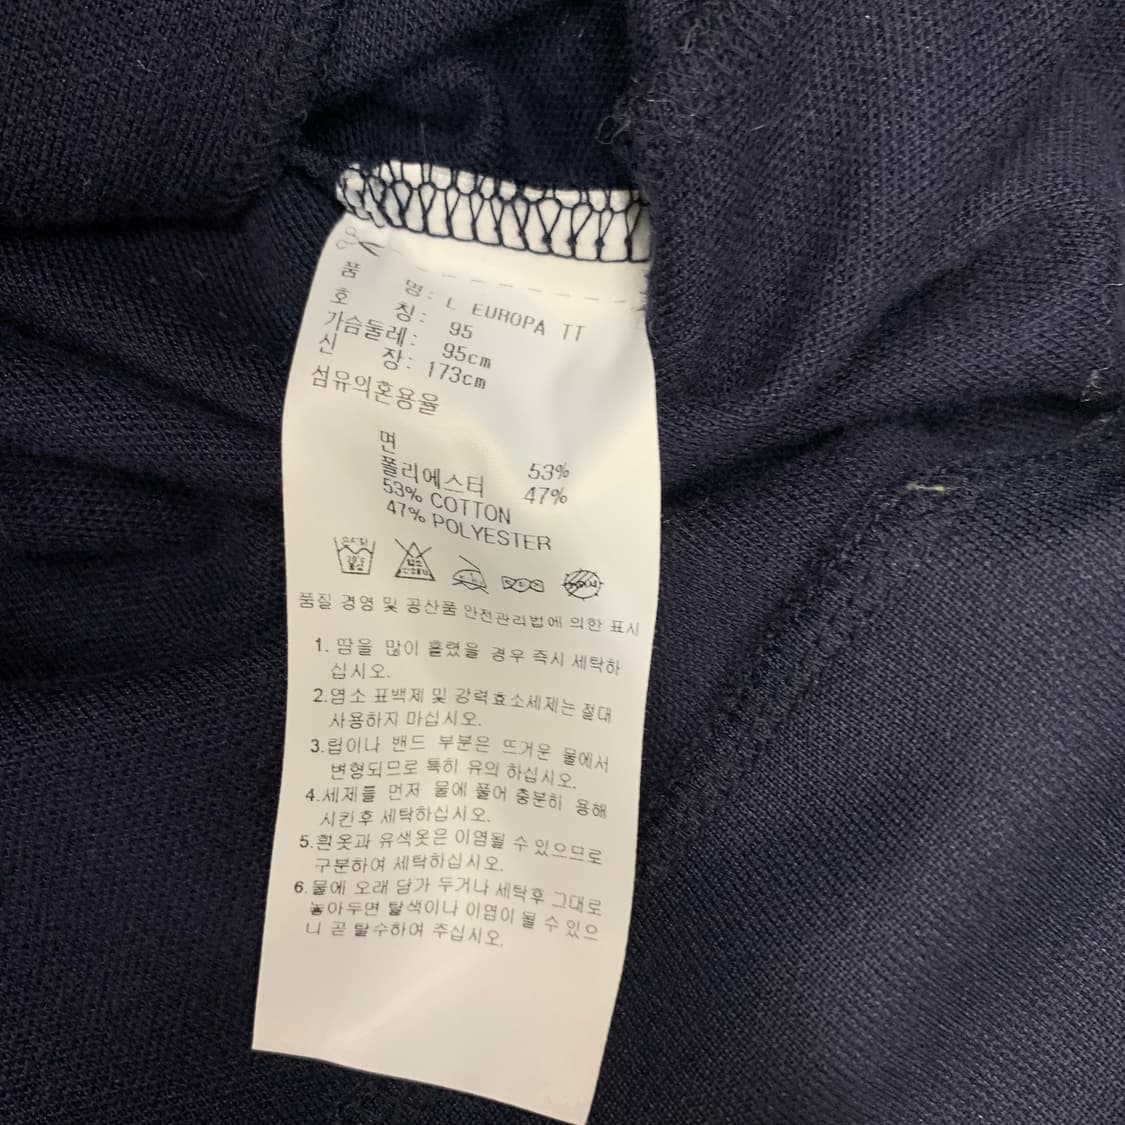 품 명: L EUROPA TT
호 칭: 95
가슴둘레: 95cm
신 장: 173cm
섬유의혼용율
면 53%
폴리에스터 47%
53% COTTON
47% POLYESTER
품질 경영 및 공산품 안전관리법에 의한 표시
1. 땀을 많이 흘렸을 경우 즉시 세탁하
십시오.
2.염소 표백제 및 강력효소세제는 절대
사용하지 마십시오.
3.립이나 밴드 부분은 뜨거운 물에서
변형되므로 특히 유의 하십시오.
4.세제를 먼저 물에 풀어 충분히 용해
시킨후 세탁하십시오.
5.흰옷과 유색옷은 이염될 수 있으므로
구분하여 세탁하십시오.
6.물에 오래 담가 두거나 세탁후 그대로
놓아두면 탈색이나 이염이 될 수 있으
니 곧 탈수하여 주십시오.